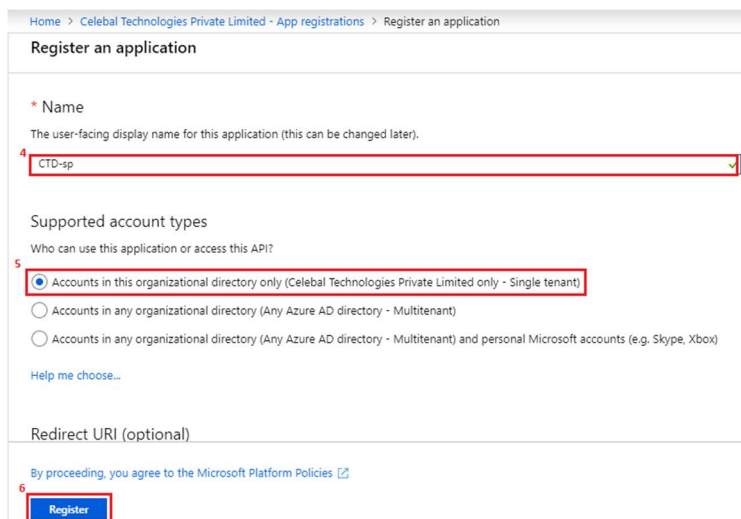 Home > Celebal Technologies Private Limited - App registrations > Register an application
Register an application
* Name
The user-facing display name for this application (this can be changed later).
4
CTD-sp
Supported account types
Who can use this application or access this API?
5
Accounts in this organizational directory only (Celebal Technologies Private Limited only - Single tenant)
Accounts in any organizational directory (Any Azure AD directory - Multitenant)
Accounts in any organizational directory (Any Azure AD directory - Multitenant) and personal Microsoft accounts (e.g. Skype, Xbox)
Help me choose...
Redirect URI (optional)
By proceeding, you agree to the Microsoft Platform Policies
6
Register